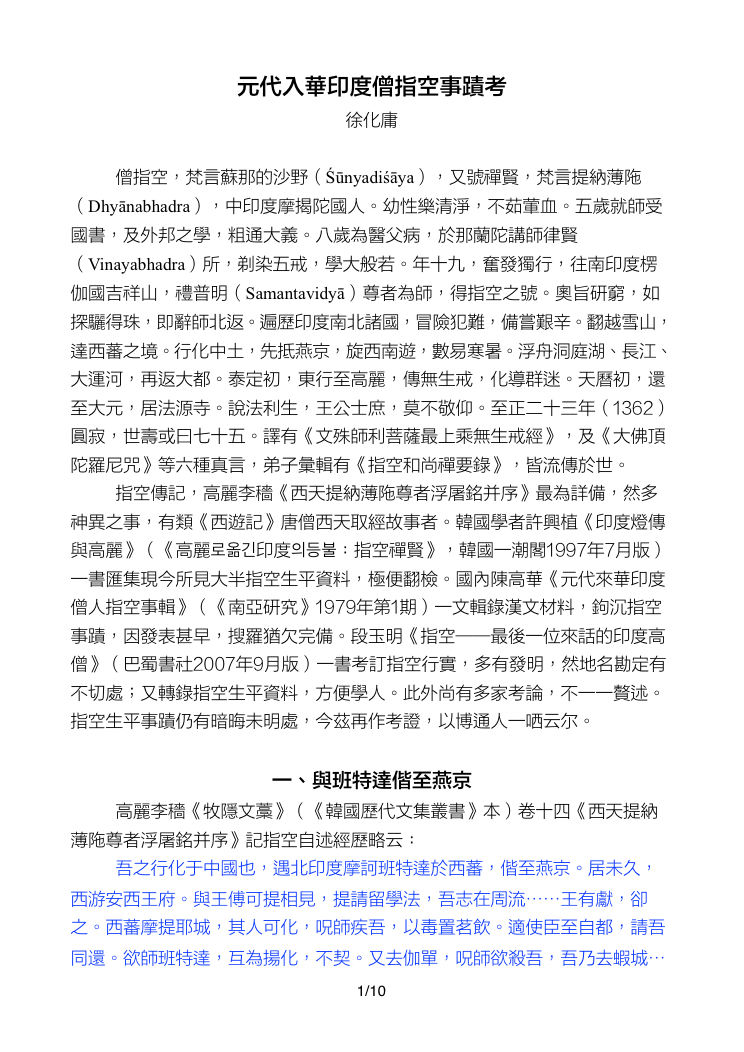 元代入華印度僧指空事蹟考
徐化庸
僧指空，梵言蘇那的沙野（Śūnyadiśāya），又號禪賢，梵言提納薄陁
（Dhyānabhadra），中印度摩揭陀國人。幼性樂清淨，不茹葷血。五歲就師受
國書，及外邦之學，粗通大義。八歲為醫父病，於那蘭陀講師律賢
（Vinayabhadra）所，剃染五戒，學大般若。年十九，奮發獨行，往南印度楞
伽國吉祥山，禮普明（Samantavidyā）尊者為師，得指空之號。奧旨研窮，如
探驪得珠，即辭師北返。遍歷印度南北諸國，冒險犯難，備嘗艱辛。翻越雪山，
達西蕃之境。行化中土，先抵燕京，旋西南遊，數易寒暑。浮舟洞庭湖、長江、
大運河，再返大都。泰定初，東行至高麗，傳無生戒，化導群迷。天曆初，還
至大元，居法源寺。說法利生，王公士庶，莫不敬仰。至正二十三年（1362）
圓寂，世壽或曰七十五。譯有《文殊師利菩薩最上乘無生戒經》，及《大佛頂
陀羅尼咒》等六種真言，弟子彙輯有《指空和尚禪要錄》，皆流傳於世。
指空傳記，高麗李穡《西天提納薄陁尊者浮屠銘并序》最為詳備，然多
神異之事，有類《西遊記》唐僧西天取經故事者。韓國學者許興植《印度燈傳
與高麗》（《高麗로옮긴印度의등불：指空禪賢》，韓國一潮閣1997年7月版）
一書匯集現今所見大半指空生平資料，極便翻檢。國內陳高華《元代來華印度
僧人指空事輯》（《南亞研究》1979年第1期）一文輯錄漢文材料，鉤沉指空
事蹟，因發表甚早，搜羅猶欠完備。段玉明《指空——最後一位來話的印度高
僧》（巴蜀書社2007年9月版）一書考訂指空行實，多有發明，然地名勘定有
不切處；又轉錄指空生平資料，方便學人。此外尚有多家考論，不一一贅述。
指空生平事蹟仍有暗晦未明處，今茲再作考證，以博通人一哂云尔。
一、與班特達偕至燕京
高麗李穡《牧隱文藁》（《韓國歷代文集叢書》本）卷十四《西天提納
薄陁尊者浮屠銘并序》記指空自述經歷略云：
吾之行化于中國也，遇北印度摩訶班特達於西蕃，偕至燕京。居未久，
西游安西王府。與王傅可提相見，提請留學法，吾志在周流……王有獻，卻
之。西蕃摩提耶城，其人可化，呪師疾吾，以毒置茗飲。適使臣至自都，請吾
同還。欲師班特達，互為揚化，不契。又去伽單，呪師欲殺吾，吾乃去蝦城…
1/10